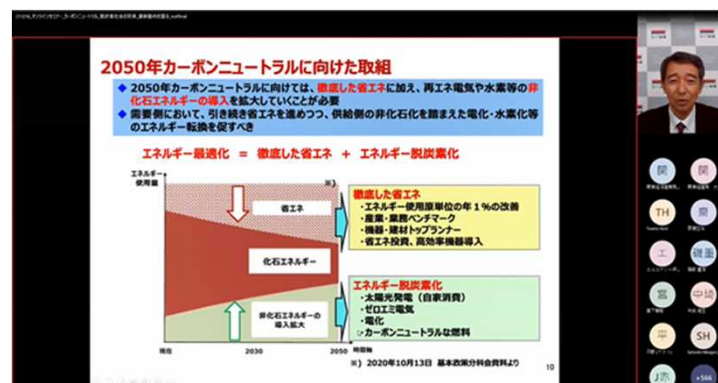 2050年カーボンニュートラルに向けた取組
◆ 2050年カーボンニュートラルに向けては、徹底した省エネに加え、再エネ電気や水素等の非
化石エネルギーの導入を拡大していくことが必要
◆ 需要側において、引き続き省エネを進めつつ、供給側の非化石化を踏まえた電化・水素化等
のエネルギー転換を促すべき
エネルギー最適化 = 徹底した省エネ + エネルギー脱炭素化
エネルギー
使用量
※)
省エネ
化石エネルギー
非化石エネルギーの
導入拡大
現在
2030
2050
時間軸
徹底した省エネ
・エネルギー使用原単位の年1%の改善
・産業・業務ベンチマーク
・機器・建材トップランナー
・省エネ投資、高効率機器導入
エネルギー脱炭素化
・太陽光発電(自家消費)
・ゼロエミ電気
・電化
・カーボンニュートラルな燃料
※) 2020年10月13日 基本政策分科会資料より
10
関
関
TH
齊
エ
磯重
宮
中埼
平
SH
J赤
+566